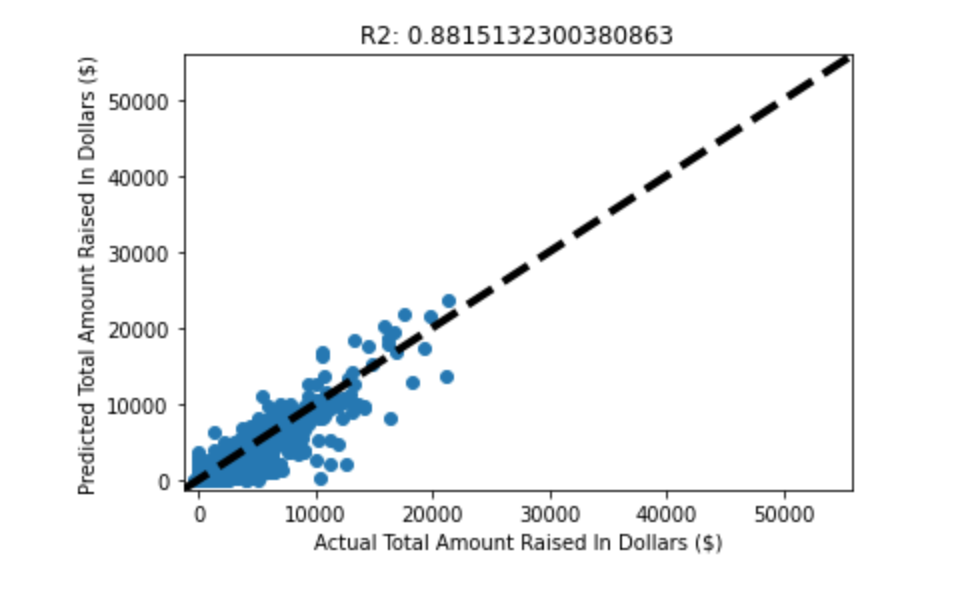 R2: 0.8815132300380863
Predicted Total Amount Raised In Dollars ($)
50000
40000
30000
20000
10000
0
0 10000 20000 30000 40000 50000
Actual Total Amount Raised In Dollars ($)